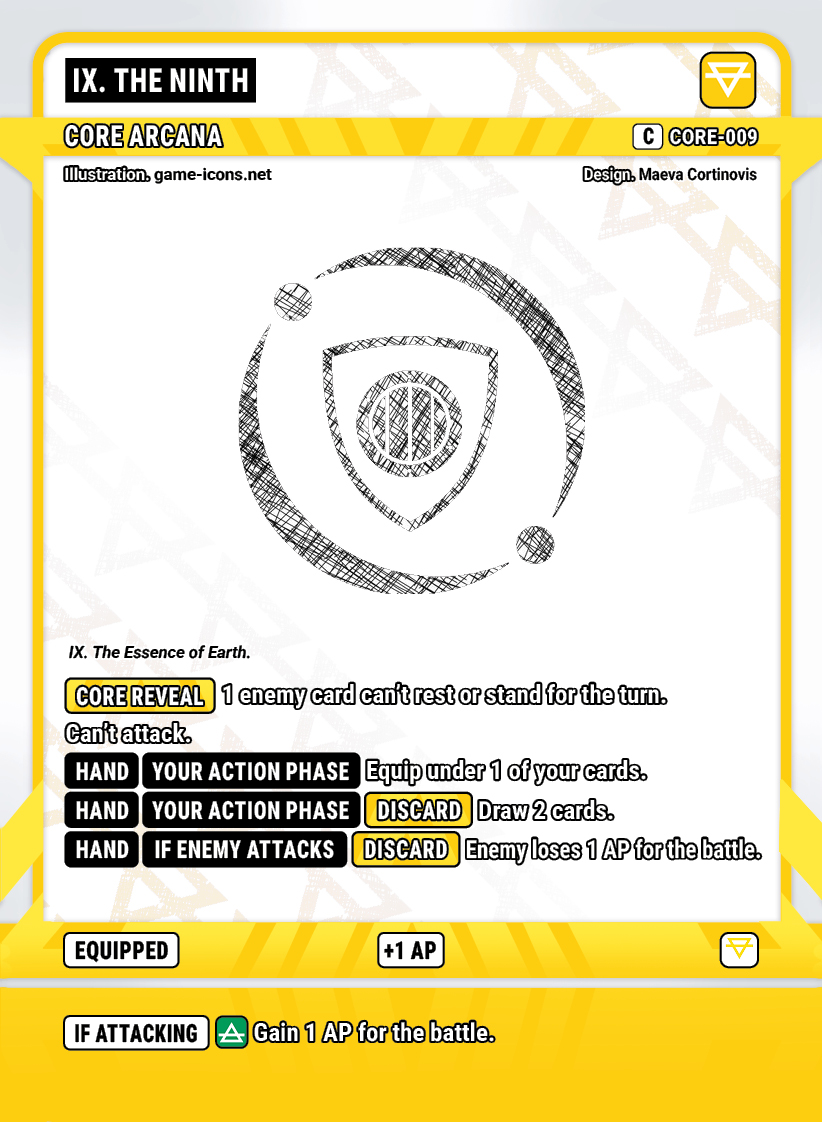 IX. THE NINTH
CORE ARCANA
C CORE-009
Illustration. game-icons.net
Design. Maeva Cortinovis
IX. The Essence of Earth.
CORE REVEAL 1 enemy card can't rest or stand for the turn.
Can't attack.
HAND YOUR ACTION PHASE Equip under 1 of your cards.
HAND YOUR ACTION PHASE DISCARD Draw 2 cards.
HAND IF ENEMY ATTACKS DISCARD Enemy loses 1 AP for the battle.
EQUIPPED +1 AP
IF ATTACKING Gain 1 AP for the battle.